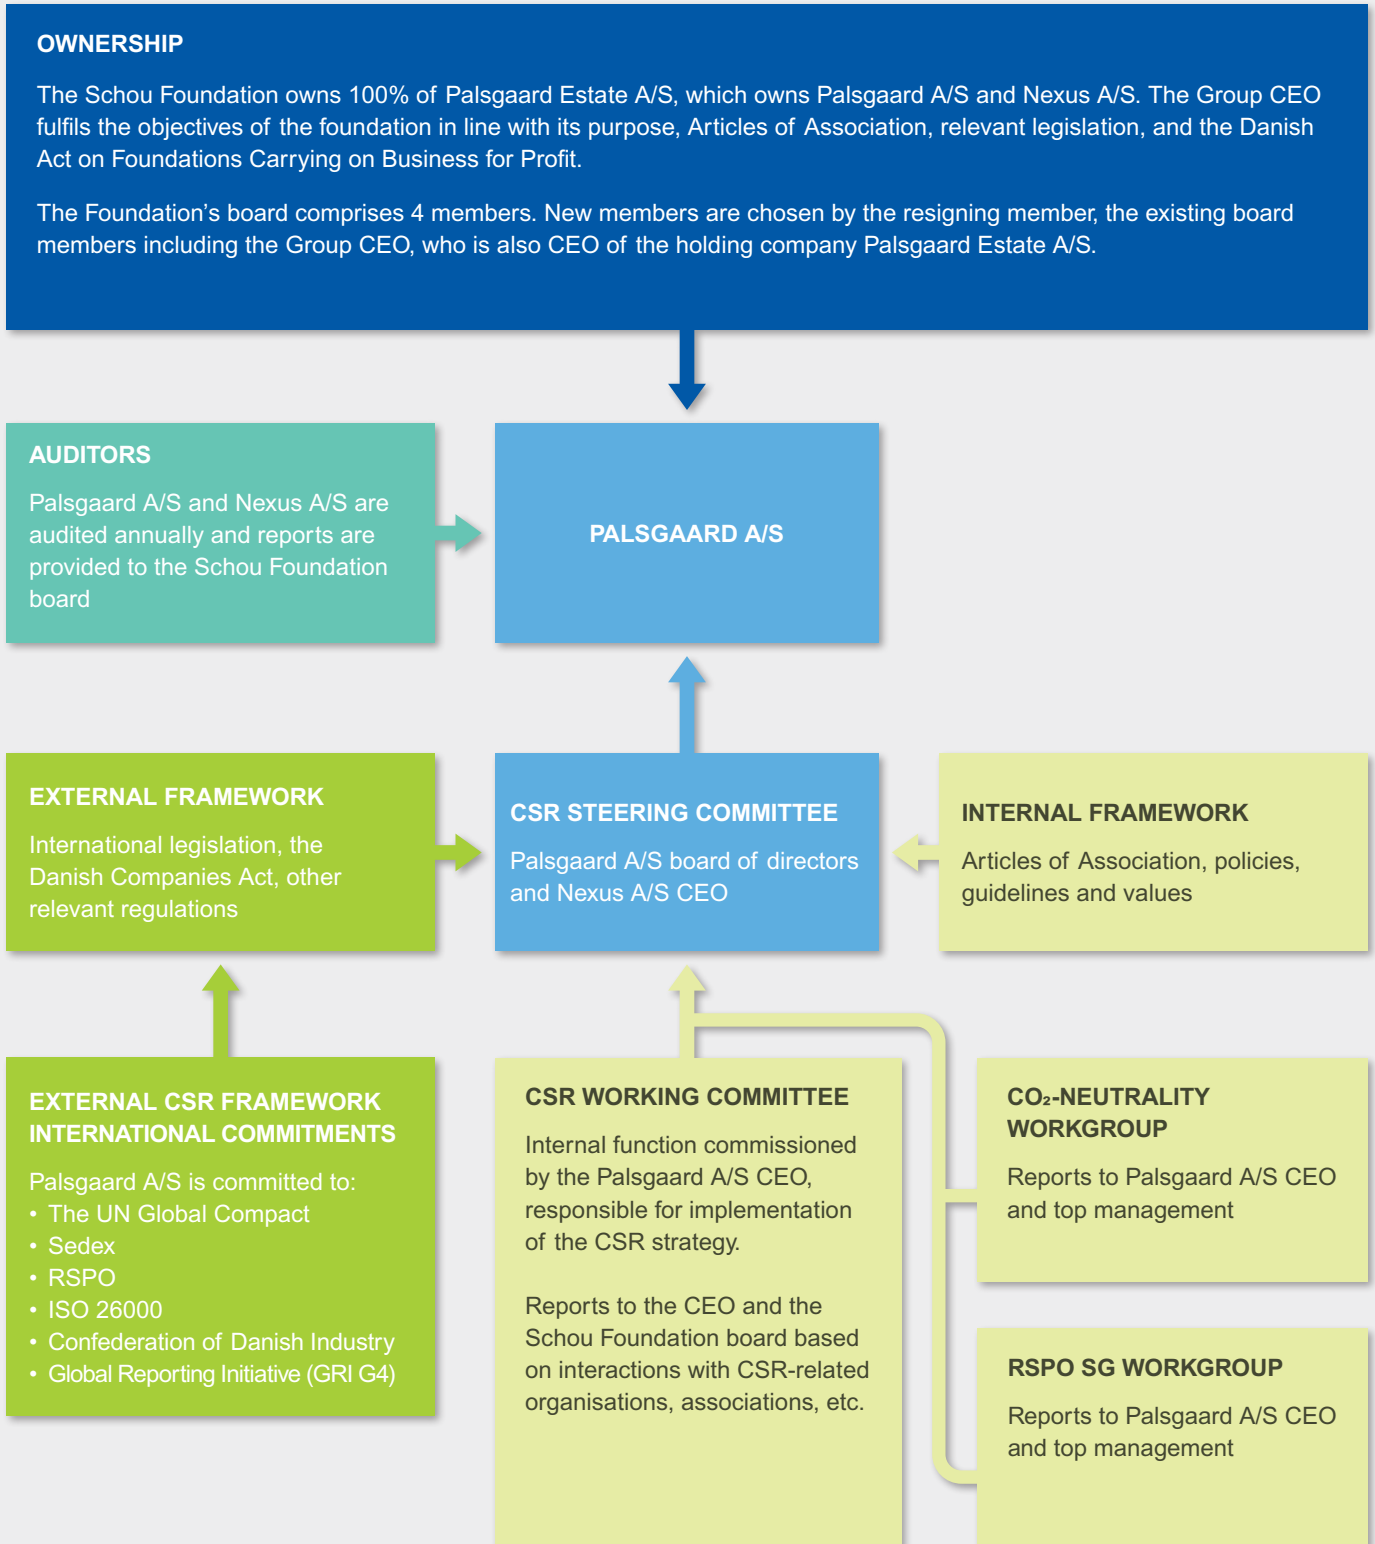 OWNERSHIP
The Schou Foundation owns 100% of Palsgaard Estate A/S, which owns Palsgaard A/S and Nexus A/S. The Group CEO
fulfils the objectives of the foundation in line with its purpose, Articles of Association, relevant legislation, and the Danish
Act on Foundations Carrying on Business for Profit.
The Foundation's board comprises 4 members. New members are chosen by the resigning member, the existing board
members including the Group CEO, who is also CEO of the holding company Palsgaard Estate A/S.
AUDITORS
Palsgaard A/S and Nexus A/S are
audited annually and reports are
provided to the Schou Foundation
board
PALSGAARD A/S
EXTERNAL FRAMEWORK
International legislation, the
Danish Companies Act, other
relevant regulations
CSR STEERING COMMITTEE
Palsgaard A/S board of directors
and Nexus A/S CEO
INTERNAL FRAMEWORK
Articles of Association, policies,
guidelines and values
EXTERNAL CSR FRAMEWORK
INTERNATIONAL COMMITMENTS
Palsgaard A/S is committed to:
• The UN Global Compact
• Sedex
• RSPO
• ISO 26000
• Confederation of Danish Industry
• Global Reporting Initiative (GRI G4)
CSR WORKING COMMITTEE
Internal function commissioned
by the Palsgaard A/S CEO,
responsible for implementation
of the CSR strategy.
Reports to the CEO and the
Schou Foundation board based
on interactions with CSR-related
organisations, associations, etc.
CO₂-NEUTRALITY
WORKGROUP
Reports to Palsgaard A/S CEO
and top management
RSPO SG WORKGROUP
Reports to Palsgaard A/S CEO
and top management